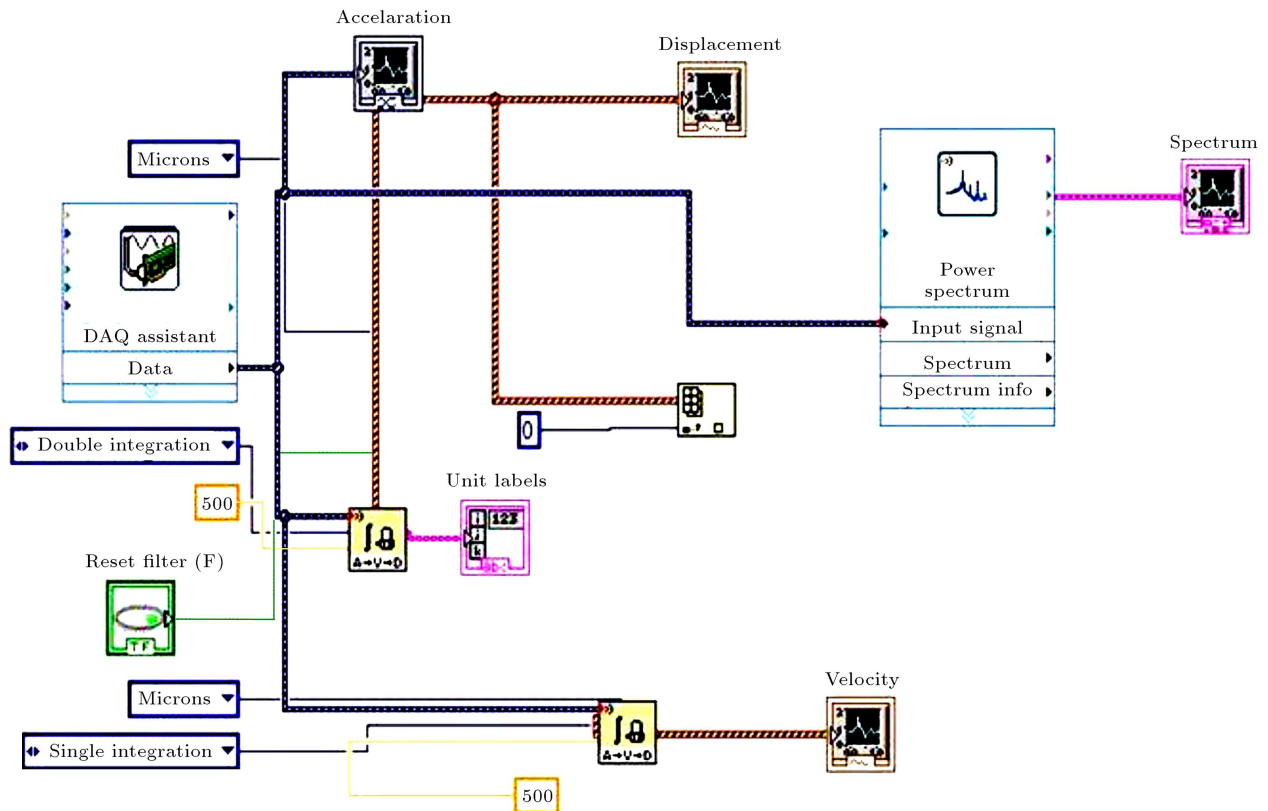 Accelaration
Displacement
Microns
Spectrum
Power
spectrum
DAQ assistant
Input signal
Data
Spectrum
Spectrum info
0
Double integration
Unit labels
500
123
i
k
A→V→D
Reset filter (F)
TF
Microns
Velocity
Single integration
A→V→D
500